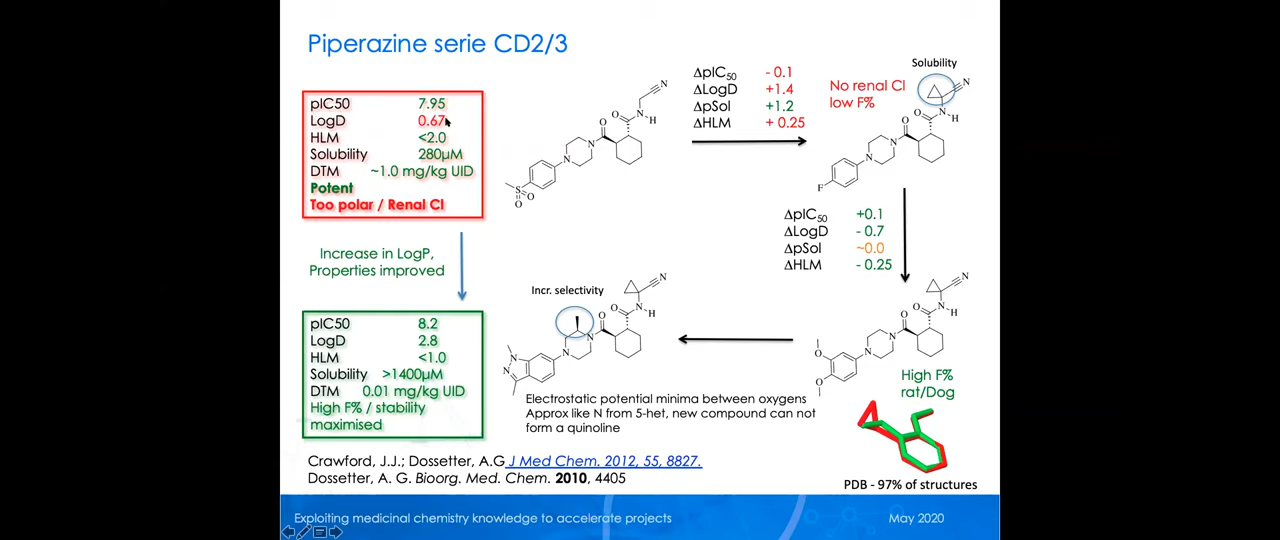 Piperazine serie CD2/3
pIC50 7.95
LogD 0.67
HLM <2.0
Solubility 280µM
DTM ~1.0 mg/kg UID
Potent
Too polar / Renal Cl
Increase in LogP,
Properties improved
pIC50 8.2
LogD 2.8
HLM <1.0
Solubility >1400µM
DTM 0.01 mg/kg UID
High F% / stability
maximised
N
O
N
H
O
N
N
S
O
O
ΔpIC50 - 0.1
ΔLogD +1.4
ΔpSol +1.2
ΔHLM + 0.25
No renal Cl
low F%
Solubility
N
O
N
H
O
N
N
F
ΔpIC50 +0.1
ΔLogD - 0.7
ΔpSol ~0.0
ΔHLM - 0.25
Incr. selectivity
N
O
N
H
O
N
N
N
N
N
O
N
H
O
N
N
O
O
High F%
rat/Dog
Electrostatic potential minima between oxygens
Approx like N from 5-het, new compound can not
form a quinoline
PDB - 97% of structures
Crawford, J.J.; Dossetter, A.G J Med Chem. 2012, 55, 8827.
Dossetter, A. G. Bioorg. Med. Chem. 2010, 4405
Exploiting medicinal chemistry knowledge to accelerate projects
May 2020